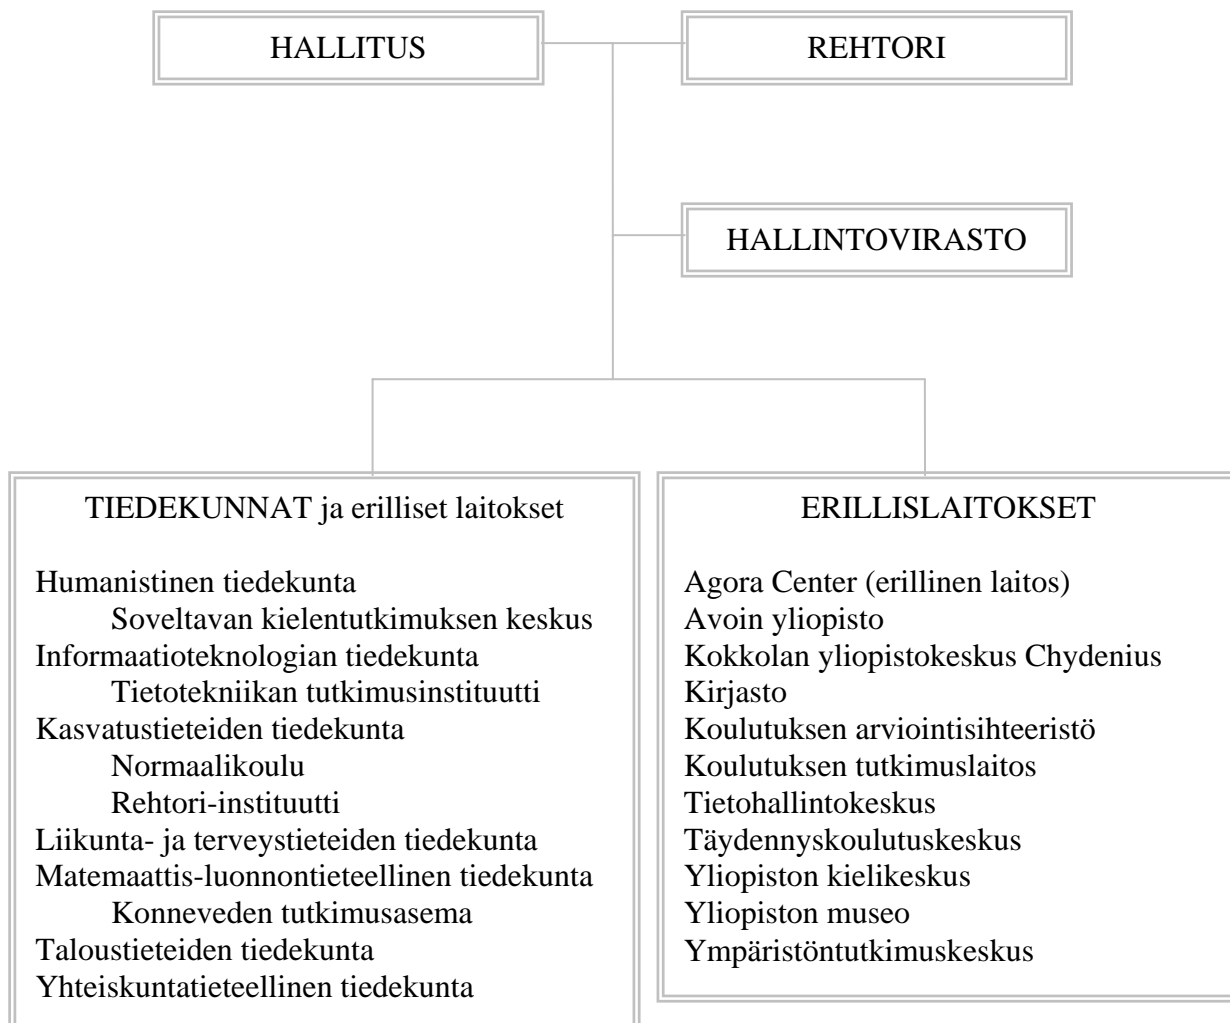 HALLITUS
REHTORI
HALLINTOVIRASTO
TIEDEKUNNAT ja erilliset laitokset
Humanistinen tiedekunta
Soveltavan kielentutkimuksen keskus
Informaatioteknologian tiedekunta
Tietotekniikan tutkimusinstituutti
Kasvatustieteiden tiedekunta
Normaalikoulu
Rehtori-instituutti
Liikunta- ja terveystieteiden tiedekunta
Matemaattis-luonnontieteellinen tiedekunta
Konneveden tutkimusasema
Taloustieteiden tiedekunta
Yhteiskuntatieteellinen tiedekunta
ERILLISLAITOKSET
Agora Center (erillinen laitos)
Avoin yliopisto
Kokkolan yliopistokeskus Chydenius
Kirjasto
Koulutuksen arviointisihteeristö
Koulutuksen tutkimuslaitos
Tietohallintokeskus
Täydennyskoulutuskeskus
Yliopiston kielikeskus
Yliopiston museo
Ympäristöntutkimuskeskus